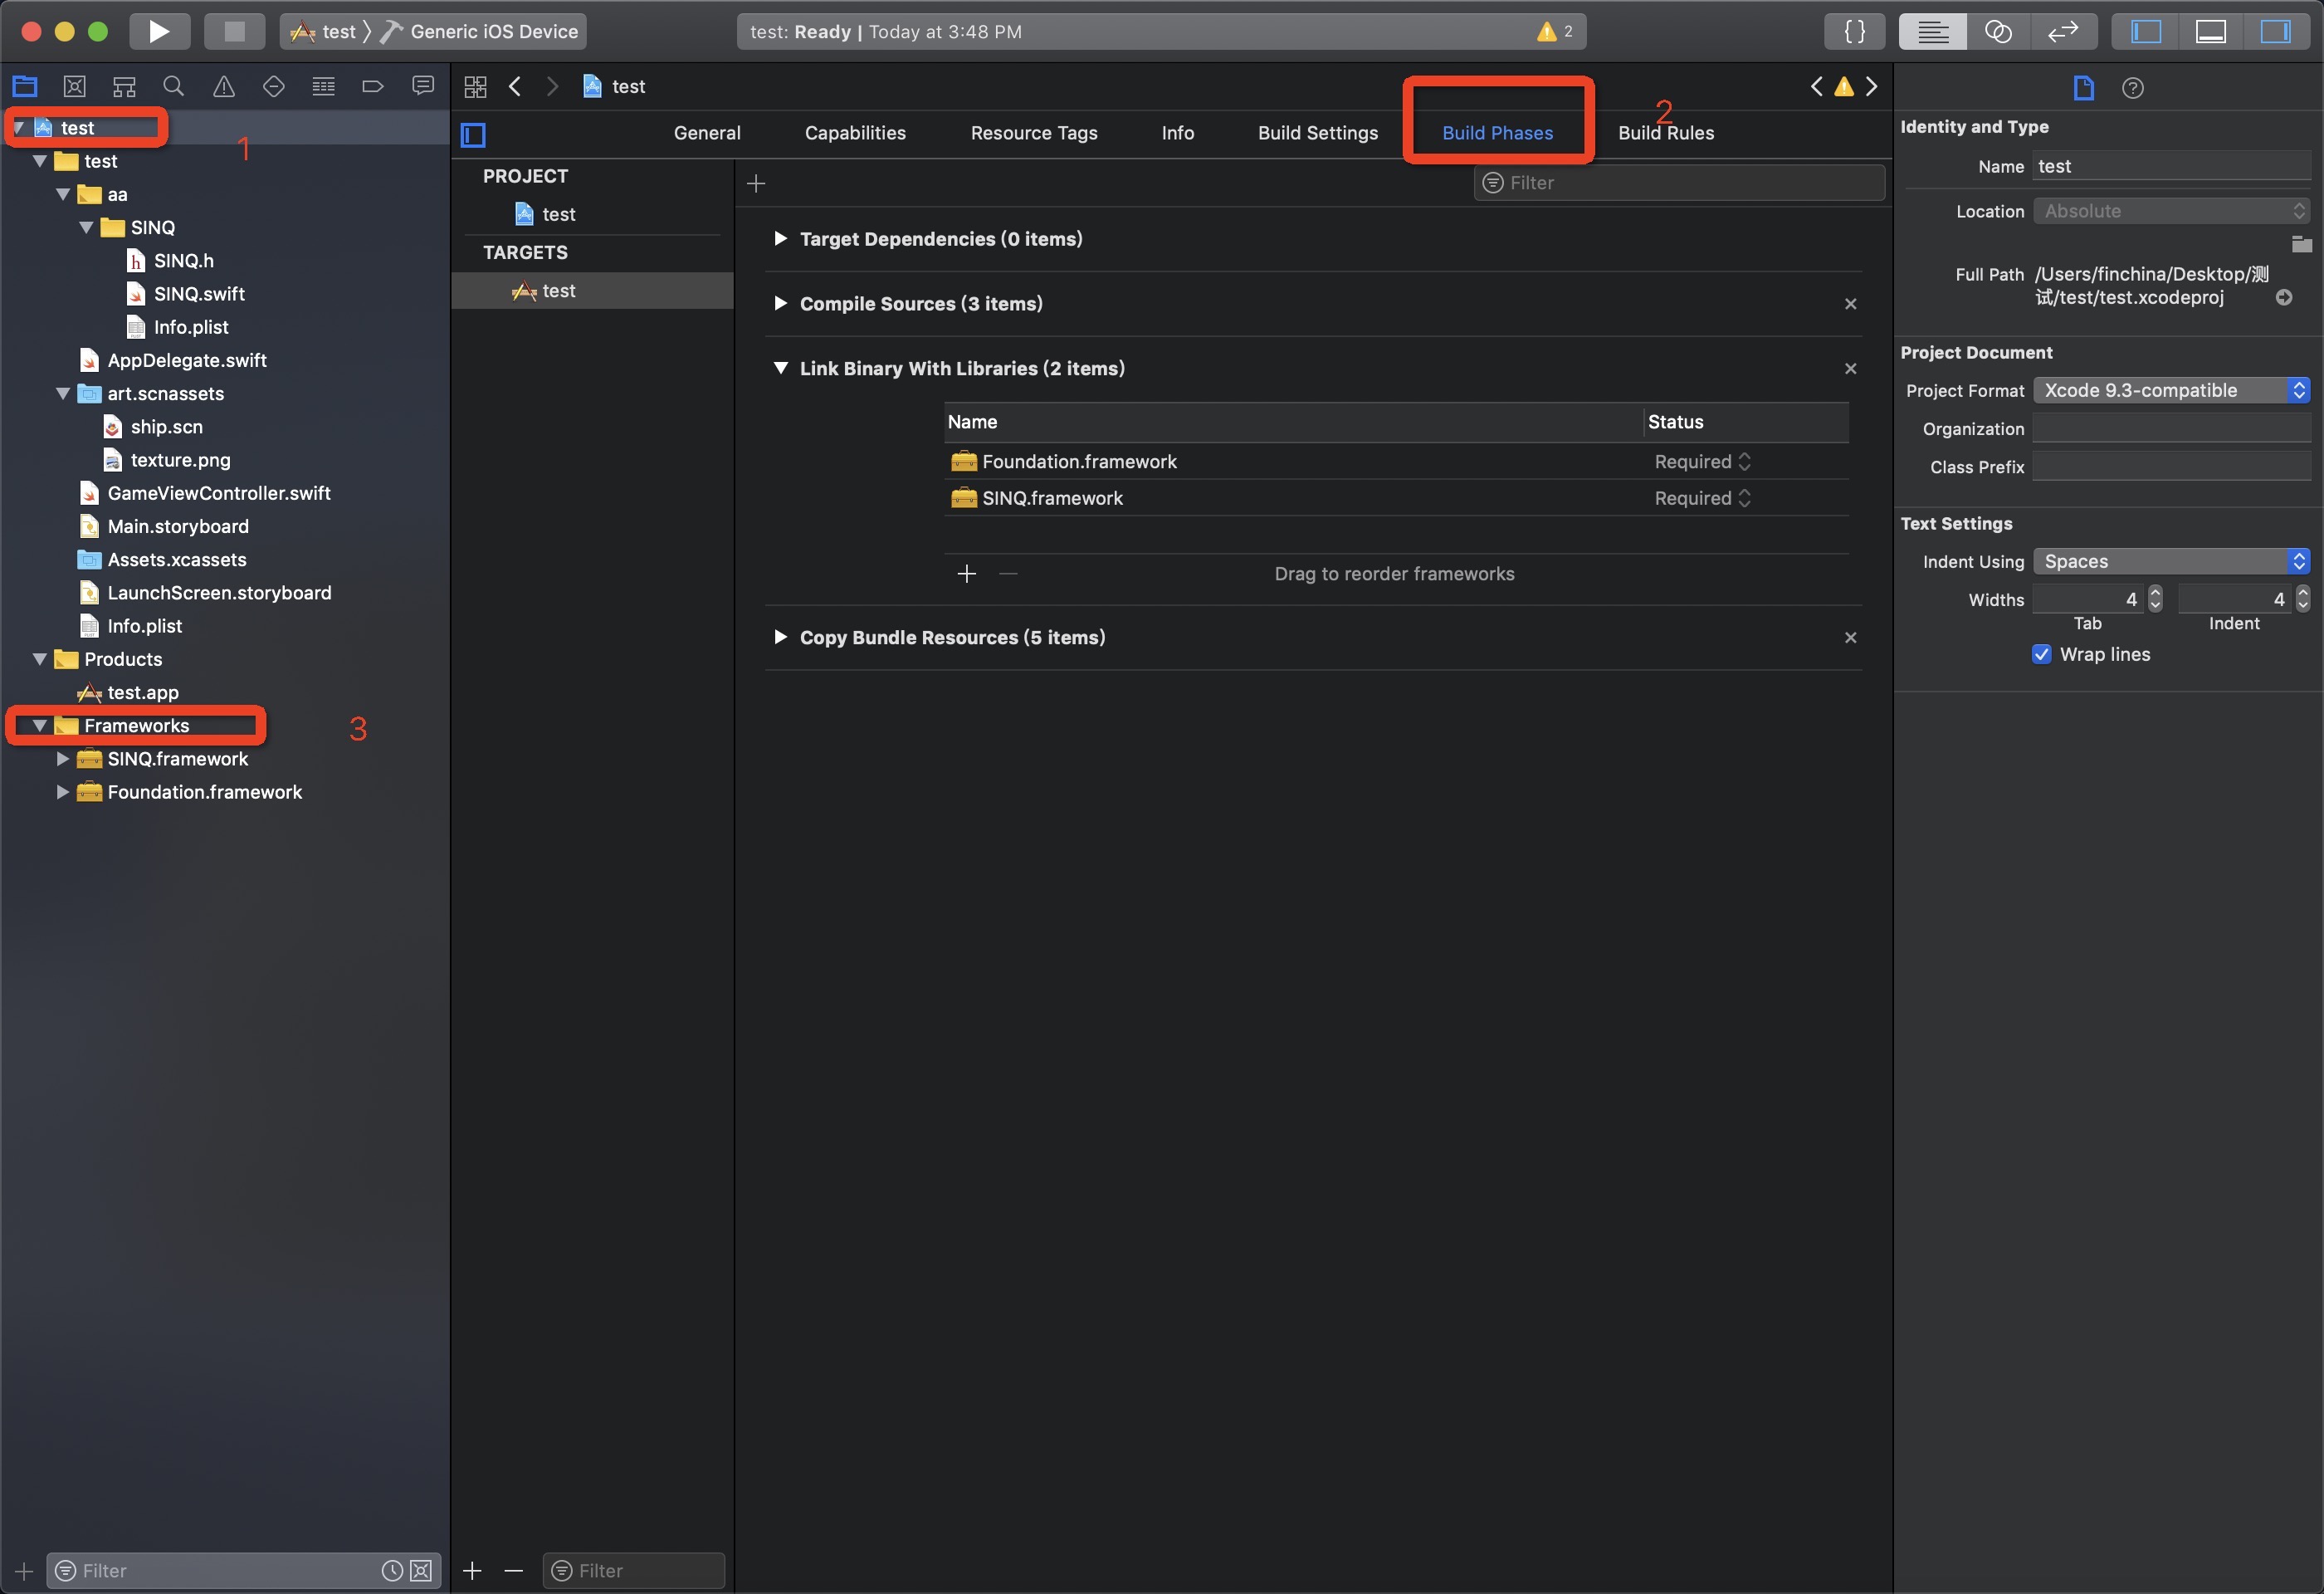 test 〉 Generic iOS Device
test: Ready | Today at 3:48 PM
2
{ }
test
test
1
test
aa
SINQ
SINQ.h
SINQ.swift
Info.plist
AppDelegate.swift
art.scnassets
ship.scn
texture.png
GameViewController.swift
Main.storyboard
Assets.xcassets
LaunchScreen.storyboard
Info.plist
Products
test.app
Frameworks
3
SINQ.framework
Foundation.framework
Filter
General
Capabilities
Resource Tags
Info
Build Settings
Build Phases
2
Build Rules
PROJECT
test
TARGETS
test
Filter
Filter
Target Dependencies (0 items)
Compile Sources (3 items)
Link Binary With Libraries (2 items)
Name Status
Foundation.framework Required
SINQ.framework Required
Drag to reorder frameworks
Copy Bundle Resources (5 items)
Identity and Type
Name test
Location Absolute
Full Path /Users/finchina/Desktop/测
试/test/test.xcodeproj
Project Document
Project Format Xcode 9.3-compatible
Organization
Class Prefix
Text Settings
Indent Using Spaces
Widths 4 4
Tab Indent
Wrap lines